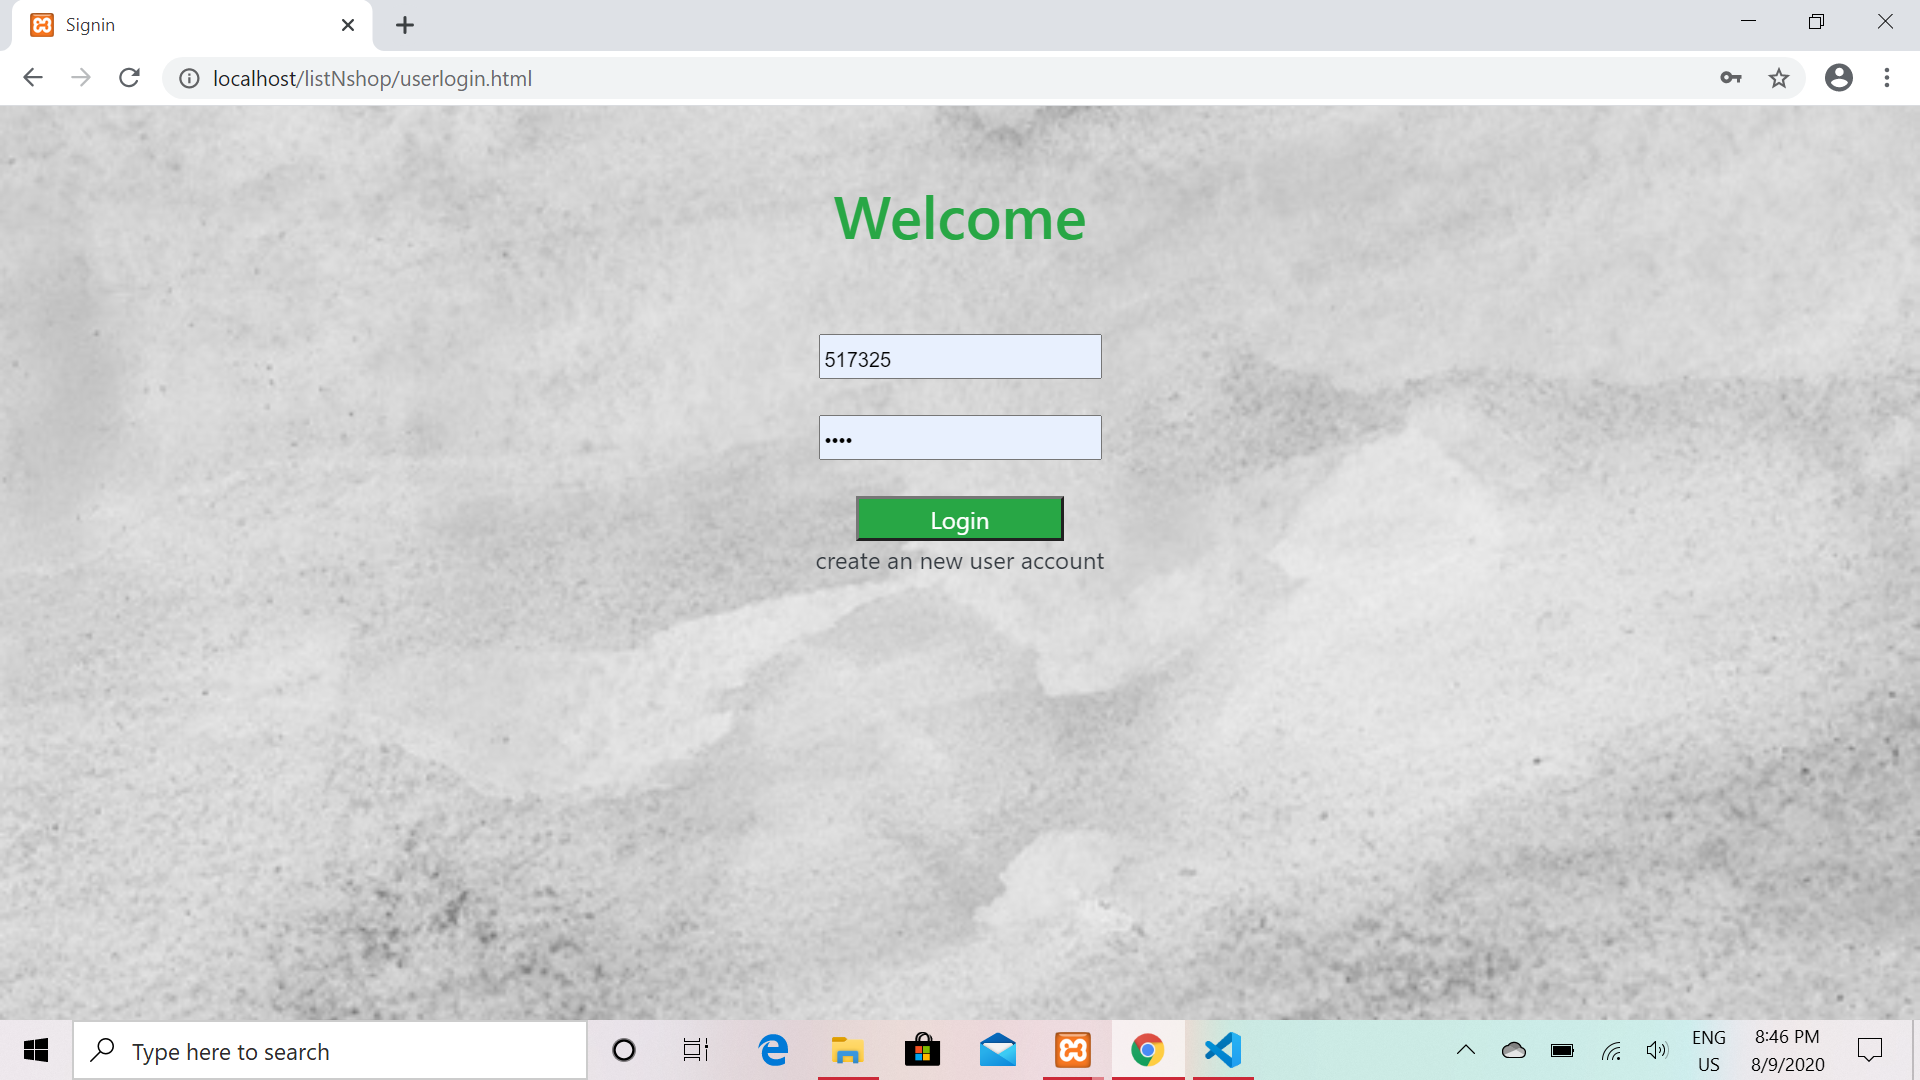 Signin
localhost/listNshop/userlogin.html
Welcome
517325
••••
Login
create an new user account
Type here to search
ENG
US
8:46 PM
8/9/2020